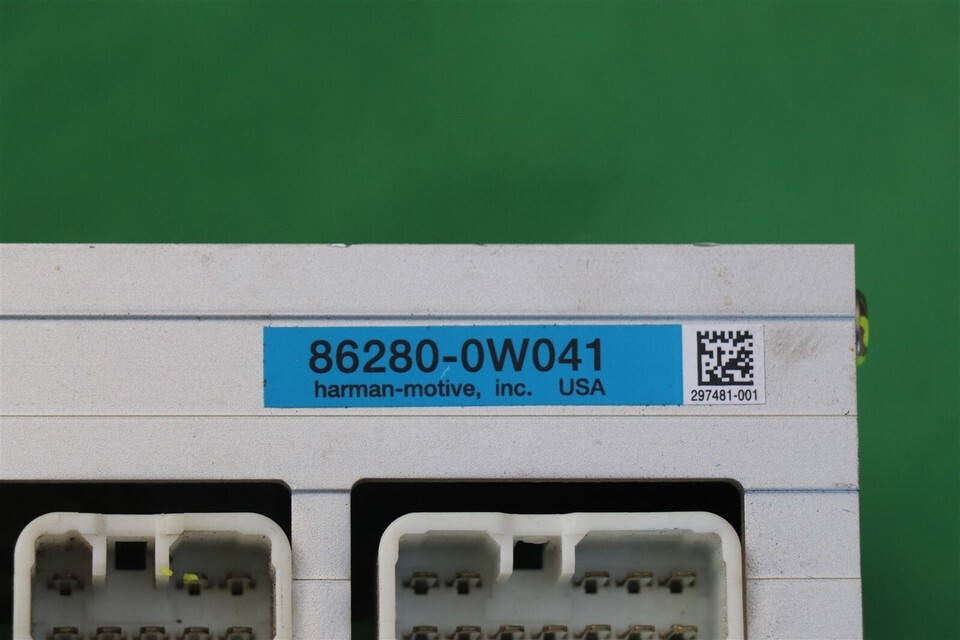 86280-0W041
harman-motive, inc. USA
297481-001